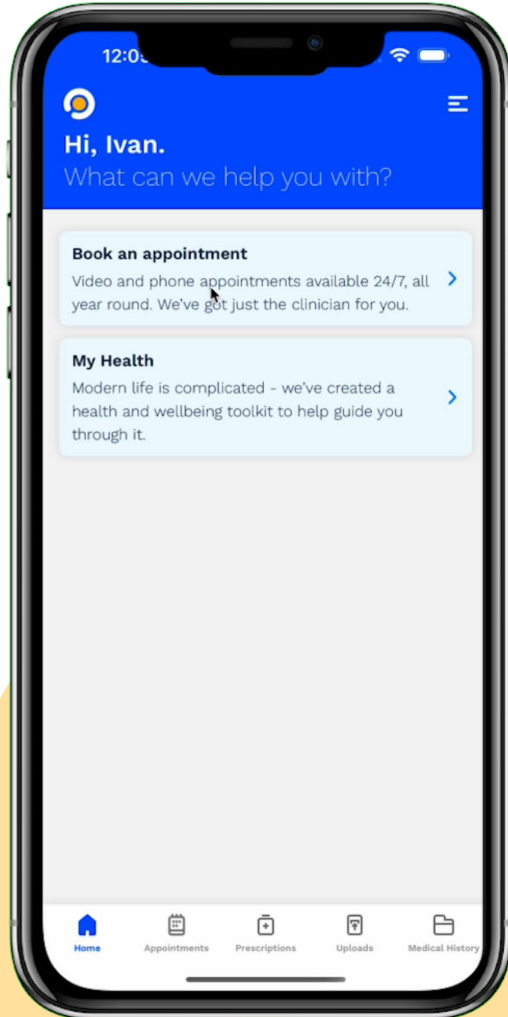 12:05
Hi, Ivan.
What can we help you with?
Book an appointment
Video and phone appointments available 24/7, all
year round. We've got just the clinician for you.
My Health
Modern life is complicated - we've created a
health and wellbeing toolkit to help guide you
through it.
Home Appointments Prescriptions Uploads Medical History